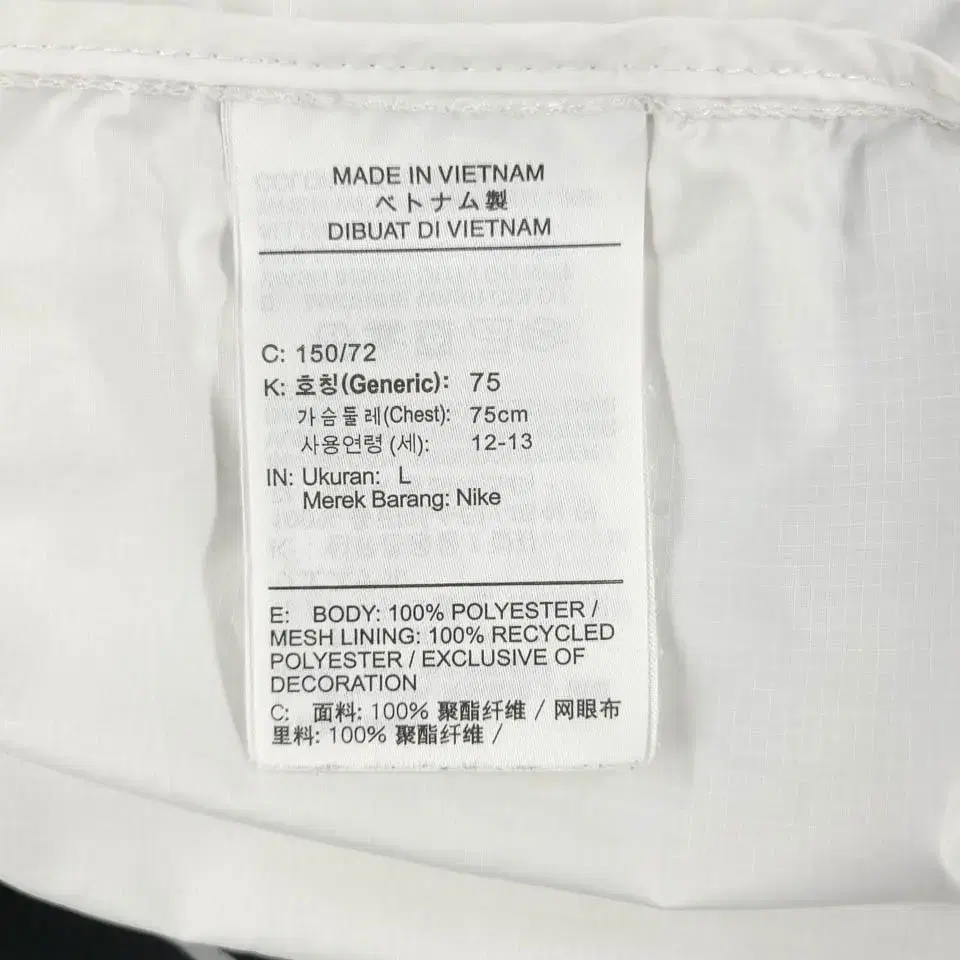 MADE IN VIETNAM
ベトナム製
DIBUAT DI VIETNAM
C: 150/72
K: 호칭(Generic): 75
가슴둘레(Chest): 75cm
사용연령(세): 12-13
IN: Ukuran: L
Merek Barang: Nike
E: BODY: 100% POLYESTER /
MESH LINING: 100% RECYCLED
POLYESTER / EXCLUSIVE OF
DECORATION
C: 面料: 100% 聚酯纤维 / 网眼布
里料: 100% 聚酯纤维 /